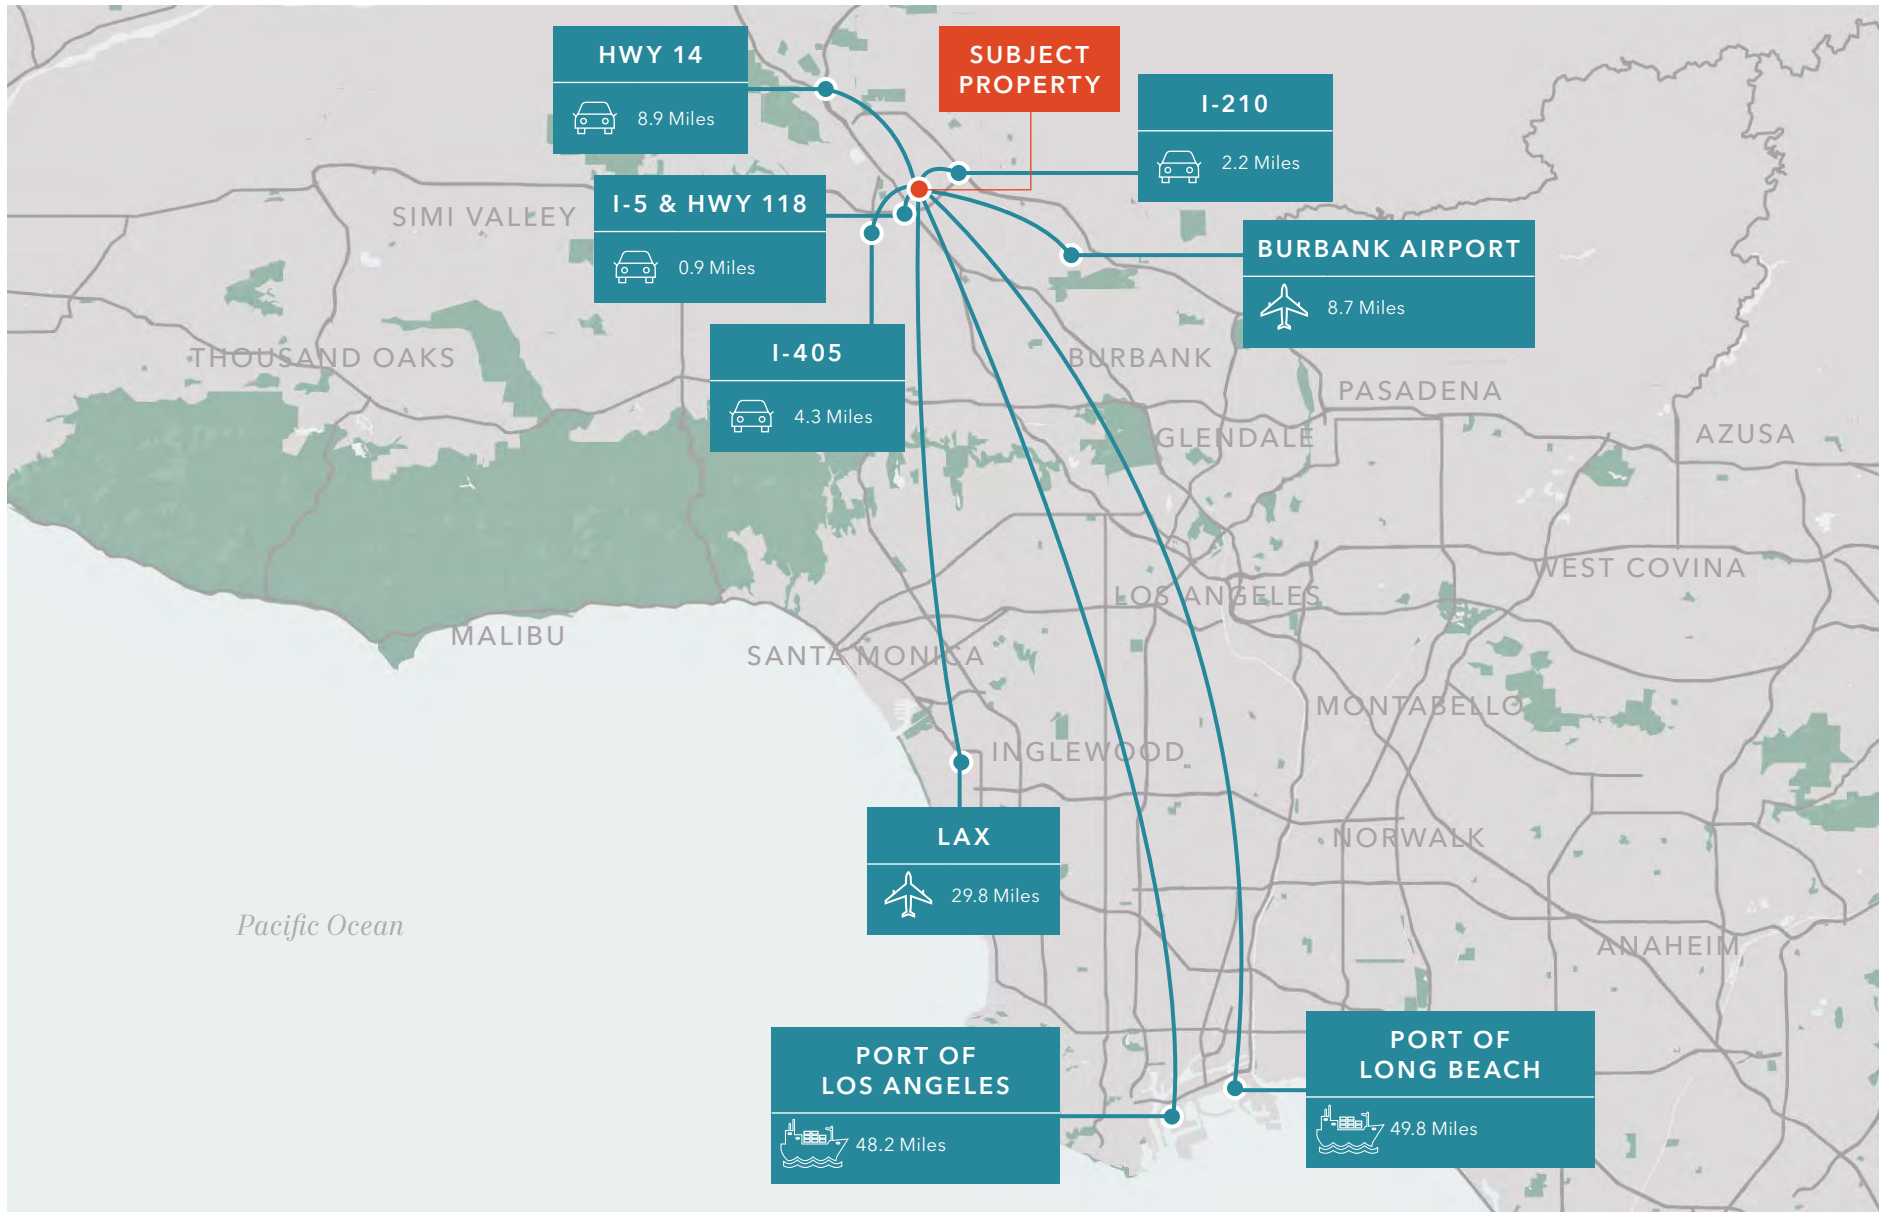 HWY 14
8.9 Miles
SUBJECT
PROPERTY
I-210
2.2 Miles
SIMI VALLEY
I-5 & HWY 118
0.9 Miles
BURBANK AIRPORT
8.7 Miles
THOUSAND OAKS
I-405
4.3 Miles
BURBANK
PASADENA
GLENDALE
AZUSA
WEST COVINA
LOS ANGELES
MALIBU
SANTA MONICA
MONTABELLO
INGLEWOOD
LAX
29.8 Miles
NORWALK
Pacific Ocean
ANAHEIM
PORT OF
LOS ANGELES
48.2 Miles
PORT OF
LONG BEACH
49.8 Miles